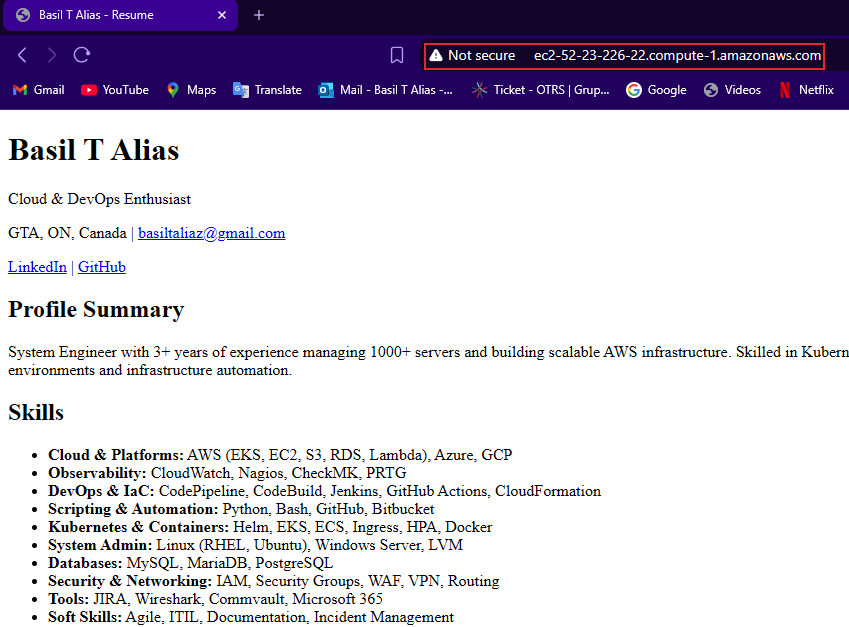 Basil T Alias - Resume
Not secure ec2-52-23-226-22.compute-1.amazonaws.com
Gmail YouTube Maps Translate Mail - Basil T Alias -... Ticket - OTRS | Grup... Google Videos Netflix
Basil T Alias
Cloud & DevOps Enthusiast
GTA, ON, Canada | basiltaliaz@gmail.com
LinkedIn | GitHub
Profile Summary
System Engineer with 3+ years of experience managing 1000+ servers and building scalable AWS infrastructure. Skilled in Kubern
environments and infrastructure automation.
Skills
• Cloud & Platforms: AWS (EKS, EC2, S3, RDS, Lambda), Azure, GCP
• Observability: CloudWatch, Nagios, CheckMK, PRTG
• DevOps & IaC: CodePipeline, CodeBuild, Jenkins, GitHub Actions, CloudFormation
• Scripting & Automation: Python, Bash, GitHub, Bitbucket
• Kubernetes & Containers: Helm, EKS, ECS, Ingress, HPA, Docker
• System Admin: Linux (RHEL, Ubuntu), Windows Server, LVM
• Databases: MySQL, MariaDB, PostgreSQL
• Security & Networking: IAM, Security Groups, WAF, VPN, Routing
• Tools: JIRA, Wireshark, Commvault, Microsoft 365
• Soft Skills: Agile, ITIL, Documentation, Incident Management